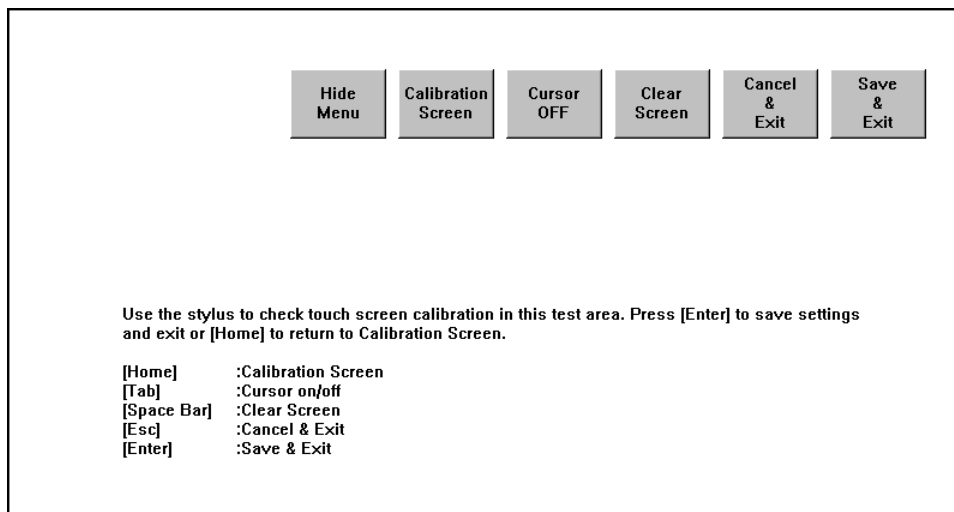 Hide
Menu
Calibration
Screen
Cursor
OFF
Clear
Screen
Cancel
&
Exit
Save
&
Exit
Use the stylus to check touch screen calibration in this test area. Press [Enter] to save settings
and exit or [Home] to return to Calibration Screen.
[Home] :Calibration Screen
[Tab] :Cursor on/off
[Space Bar] :Clear Screen
[Esc] :Cancel & Exit
[Enter] :Save & Exit